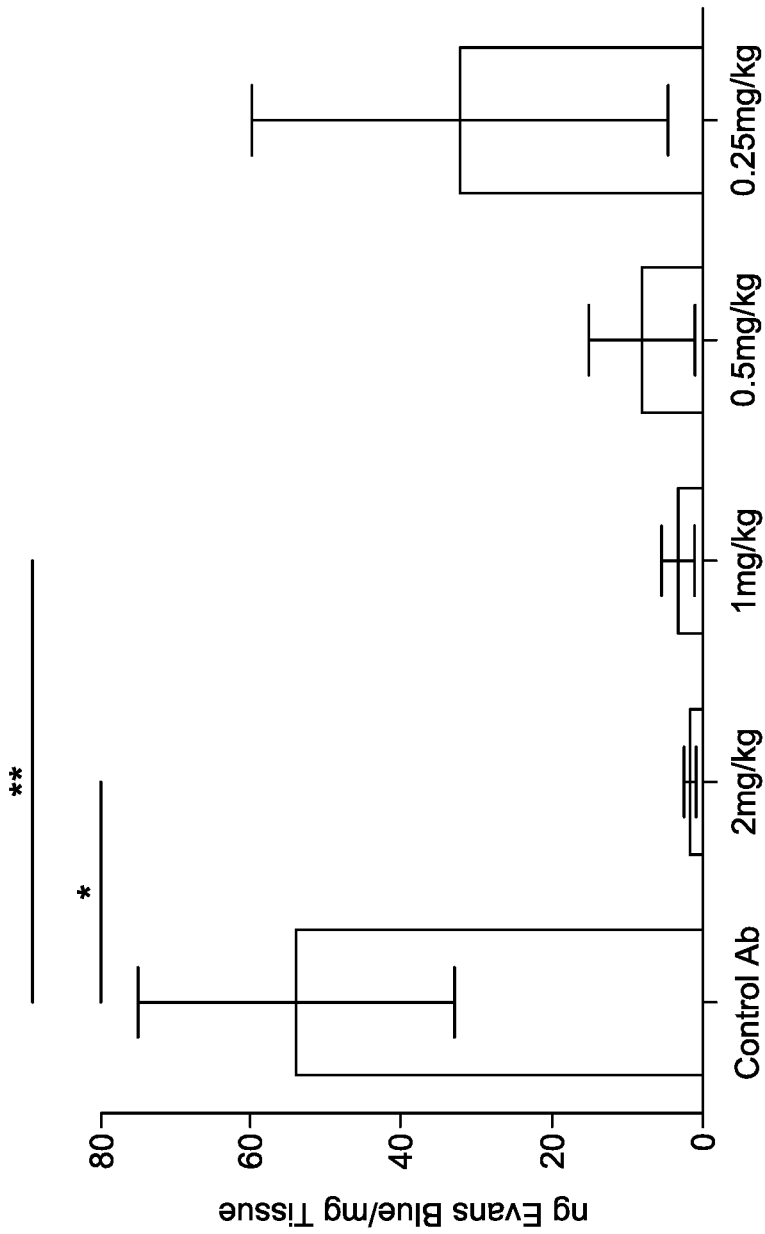 **
*
ng Evans Blue/mg Tissue
80
60
40
20
0
Control Ab
2mg/kg
1mg/kg
0.5mg/kg
0.25mg/kg